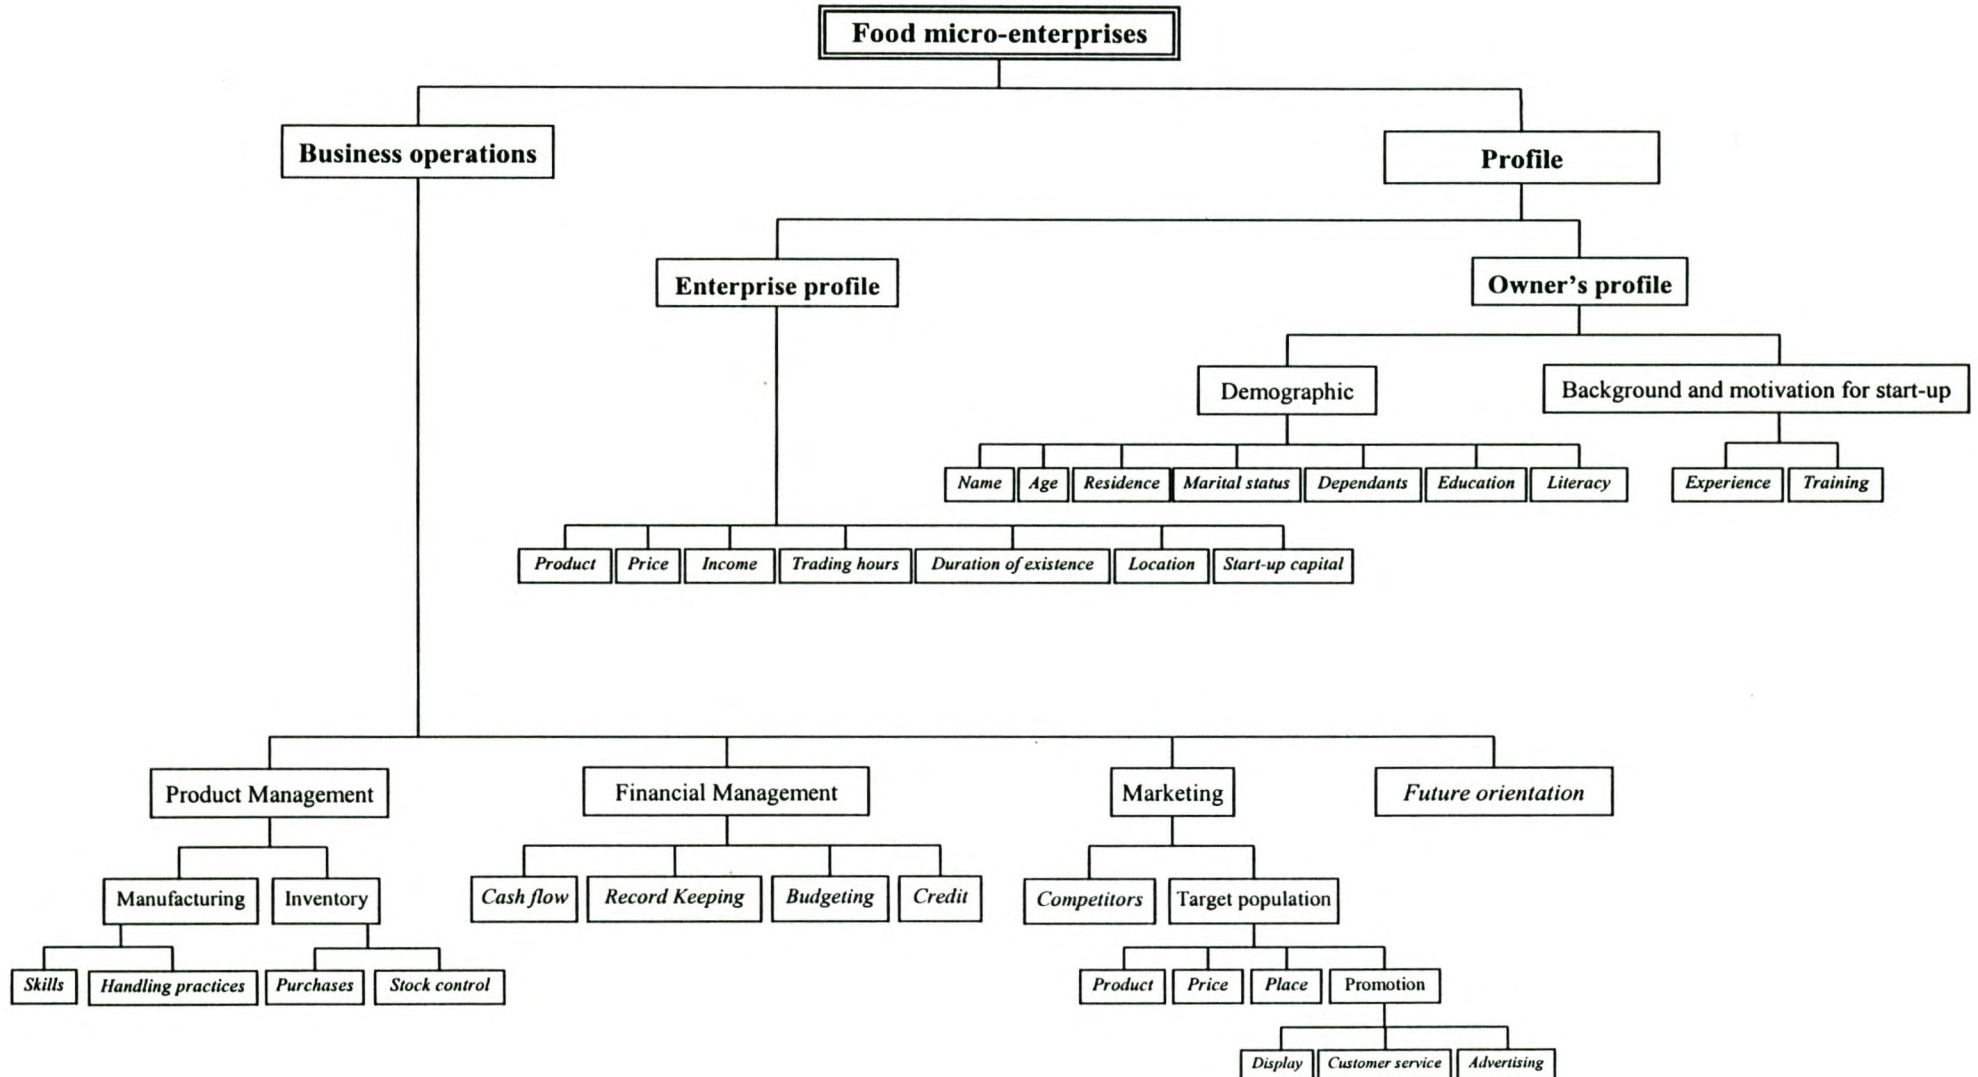 Food micro-enterprises
Business operations
Profile
Enterprise profile
Owner's profile
Demographic
Background and motivation for start-up
Name
Age
Residence
Marital status
Dependants
Education
Literacy
Experience
Training
Product
Price
Income
Trading hours
Duration of existence
Location
Start-up capital
Product Management
Financial Management
Marketing
Future orientation
Manufacturing
Inventory
Cash flow
Record Keeping
Budgeting
Credit
Competitors
Target population
Skills
Handling practices
Purchases
Stock control
Product
Price
Place
Promotion
Display
Customer service
Advertising